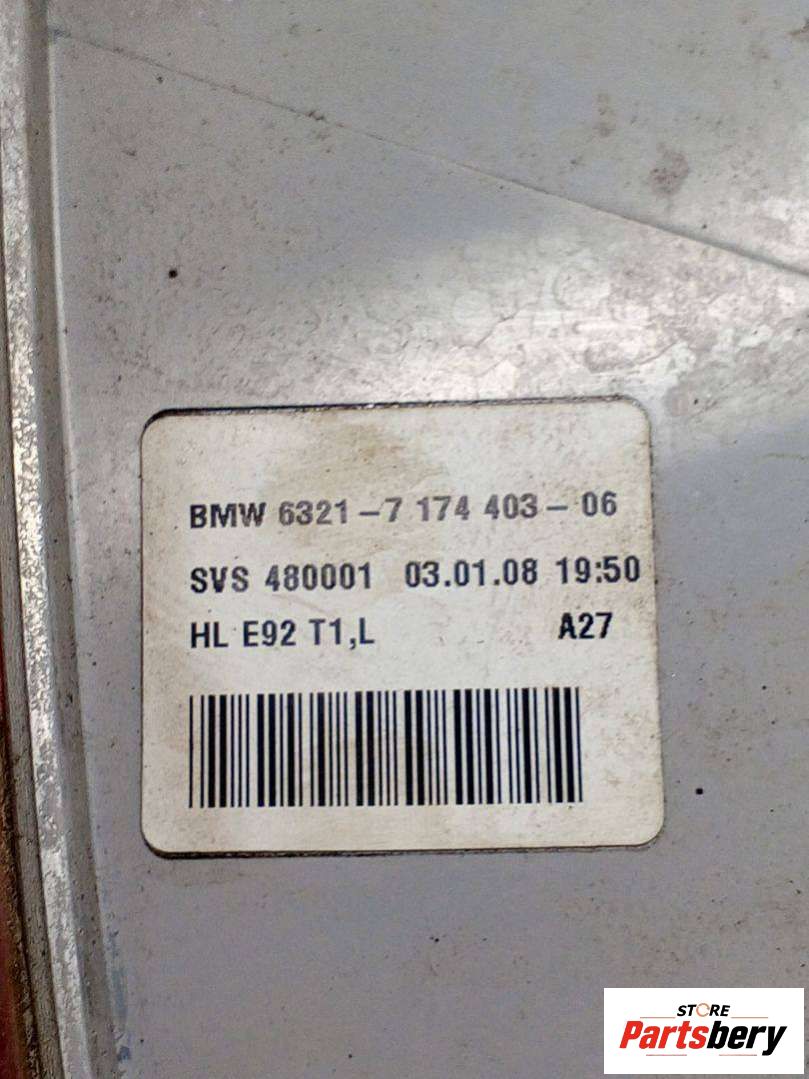 BMW 6321-7 174 403-06
SVS 480001 03.01.08 19:50
HL E92 T1,L A27
STORE
Partsbery